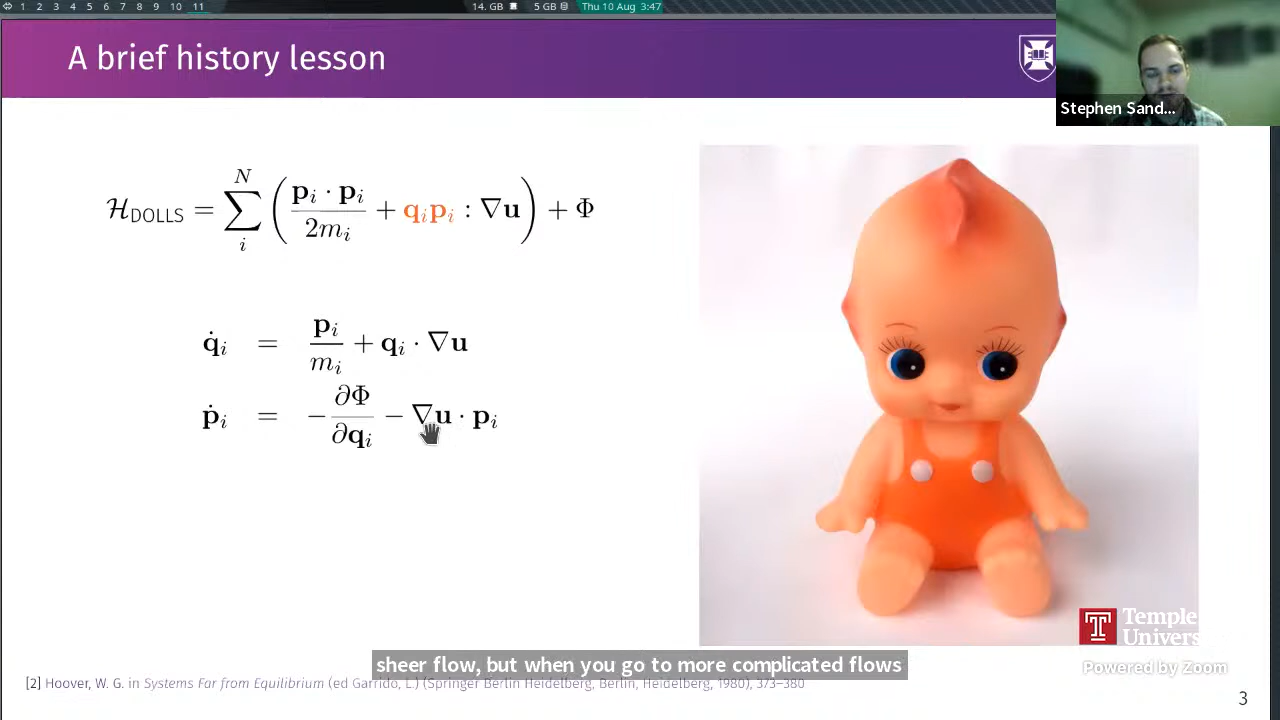 1 2 3 4 5 6 7 8 9 10 11 14. GB 5 GB Thu 10 Aug 3:47
A brief history lesson
Stephen Sand...
H_DOLLS = ∑_i^N ( p_i · p_i / 2m_i + q_i p_i : ∇u ) + Φ
q̇_i = p_i / m_i + q_i · ∇u
ṗ_i = − ∂Φ / ∂q_i − ∇u · p_i
T Temple
Univers
sheer flow, but when you go to more complicated flows
Powered by Zoom
[2] Hoover, W. G. in Systems Far from Equilibrium (ed Garrido, L.) (Springer Berlin Heidelberg, Berlin, Heidelberg, 1980), 373–380
3